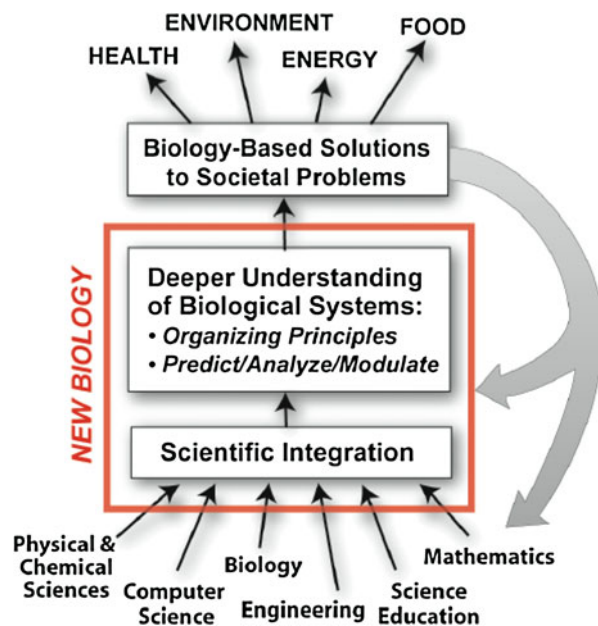 ENVIRONMENT
FOOD
HEALTH
ENERGY
Biology-Based Solutions
to Societal Problems
NEW BIOLOGY
Deeper Understanding
of Biological Systems:
• Organizing Principles
• Predict/Analyze/Modulate
Scientific Integration
Physical &
Chemical
Sciences
Computer
Science
Biology
Engineering
Science
Education
Mathematics